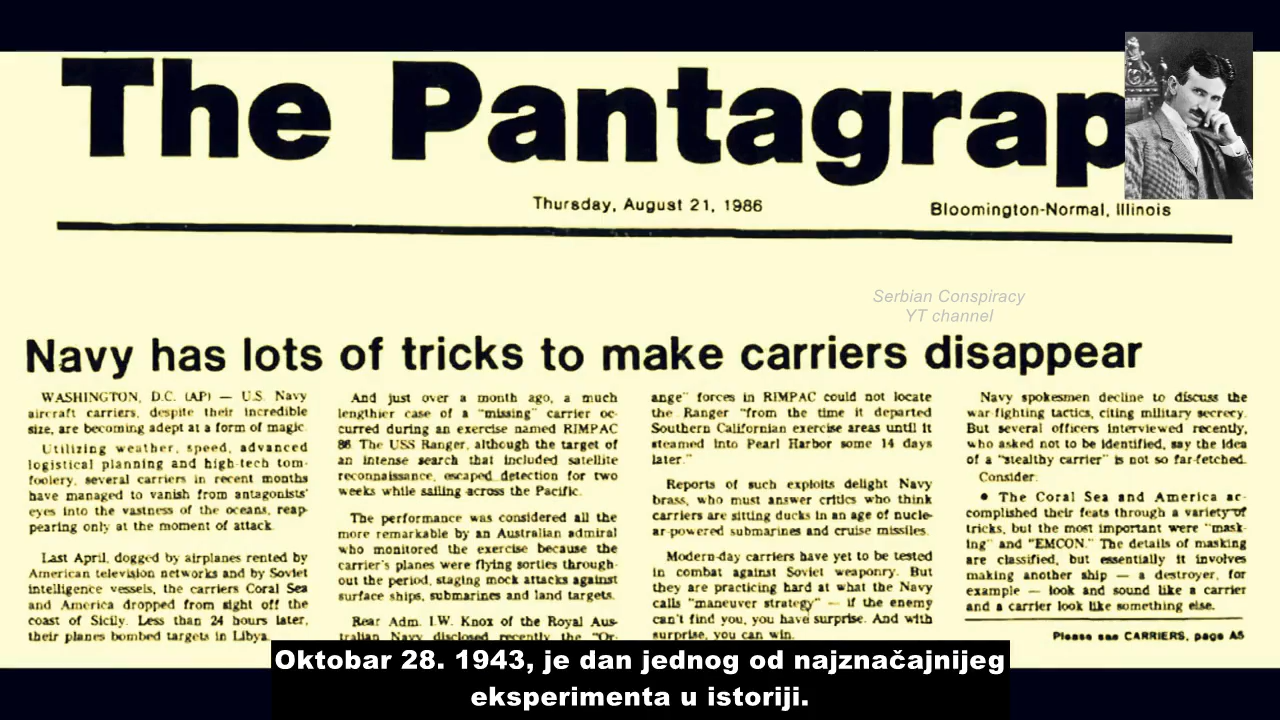 The Pantagrap
Thursday, August 21, 1986
Bloomington-Normal, Illinois
Serbian Conspiracy
YT channel
Navy has lots of tricks to make carriers disappear
WASHINGTON, D.C. (AP) — U.S. Navy
aircraft carriers, despite their incredible
size, are becoming adept at a form of magic.
Utilizing weather, speed, advanced
logistical planning and high-tech tom-
foolery, several carriers in recent months
have managed to vanish from antagonists'
eyes into the vastness of the oceans, reap-
pearing only at the moment of attack.
Last April, dogged by airplanes rented by
American television networks and by Soviet
intelligence vessels, the carriers Coral Sea
and America dropped from sight off the
coast of Sicily. Less than 24 hours later,
their planes bombed targets in Libya.
And just over a month ago, a much
lengthier case of a "missing" carrier oc-
curred during an exercise named RIMPAC
86. The USS Ranger, although the target of
an intense search that included satellite
reconnaissance, escaped detection for two
weeks while sailing across the Pacific.
The performance was considered all the
more remarkable by an Australian admiral
who monitored the exercise because the
carrier's planes were flying sorties through-
out the period, staging mock attacks against
surface ships, submarines and land targets.
Rear Adm. I.W. Knox of the Royal Aus-
tralian Navy disclosed recently the "Or-
ange" forces in RIMPAC could not locate
the Ranger "from the time it departed
Southern Californian exercise areas until it
steamed into Pearl Harbor some 14 days
later."
Reports of such exploits delight Navy
brass, who must answer critics who think
carriers are sitting ducks in an age of nucle-
ar-powered submarines and cruise missiles.
Modern-day carriers have yet to be tested
in combat against Soviet weaponry. But
they are practicing hard at what the Navy
calls "maneuver strategy" — if the enemy
can't find you, you have surprise. And with
surprise, you can win.
Navy spokesmen decline to discuss the
war-fighting tactics, citing military secrecy.
But several officers interviewed recently,
who asked not to be identified, say the idea
of a "stealthy carrier" is not so far-fetched.
Consider:
• The Coral Sea and America ac-
complished their feats through a variety of
tricks, but the most important were "mask-
ing" and "EMCON." The details of masking
are classified, but essentially it involves
making another ship — a destroyer, for
example — look and sound like a carrier
and a carrier look like something else.
Please see CARRIERS, page A5
Oktobar 28. 1943, je dan jednog od najznačajnijeg
eksperimenta u istoriji.